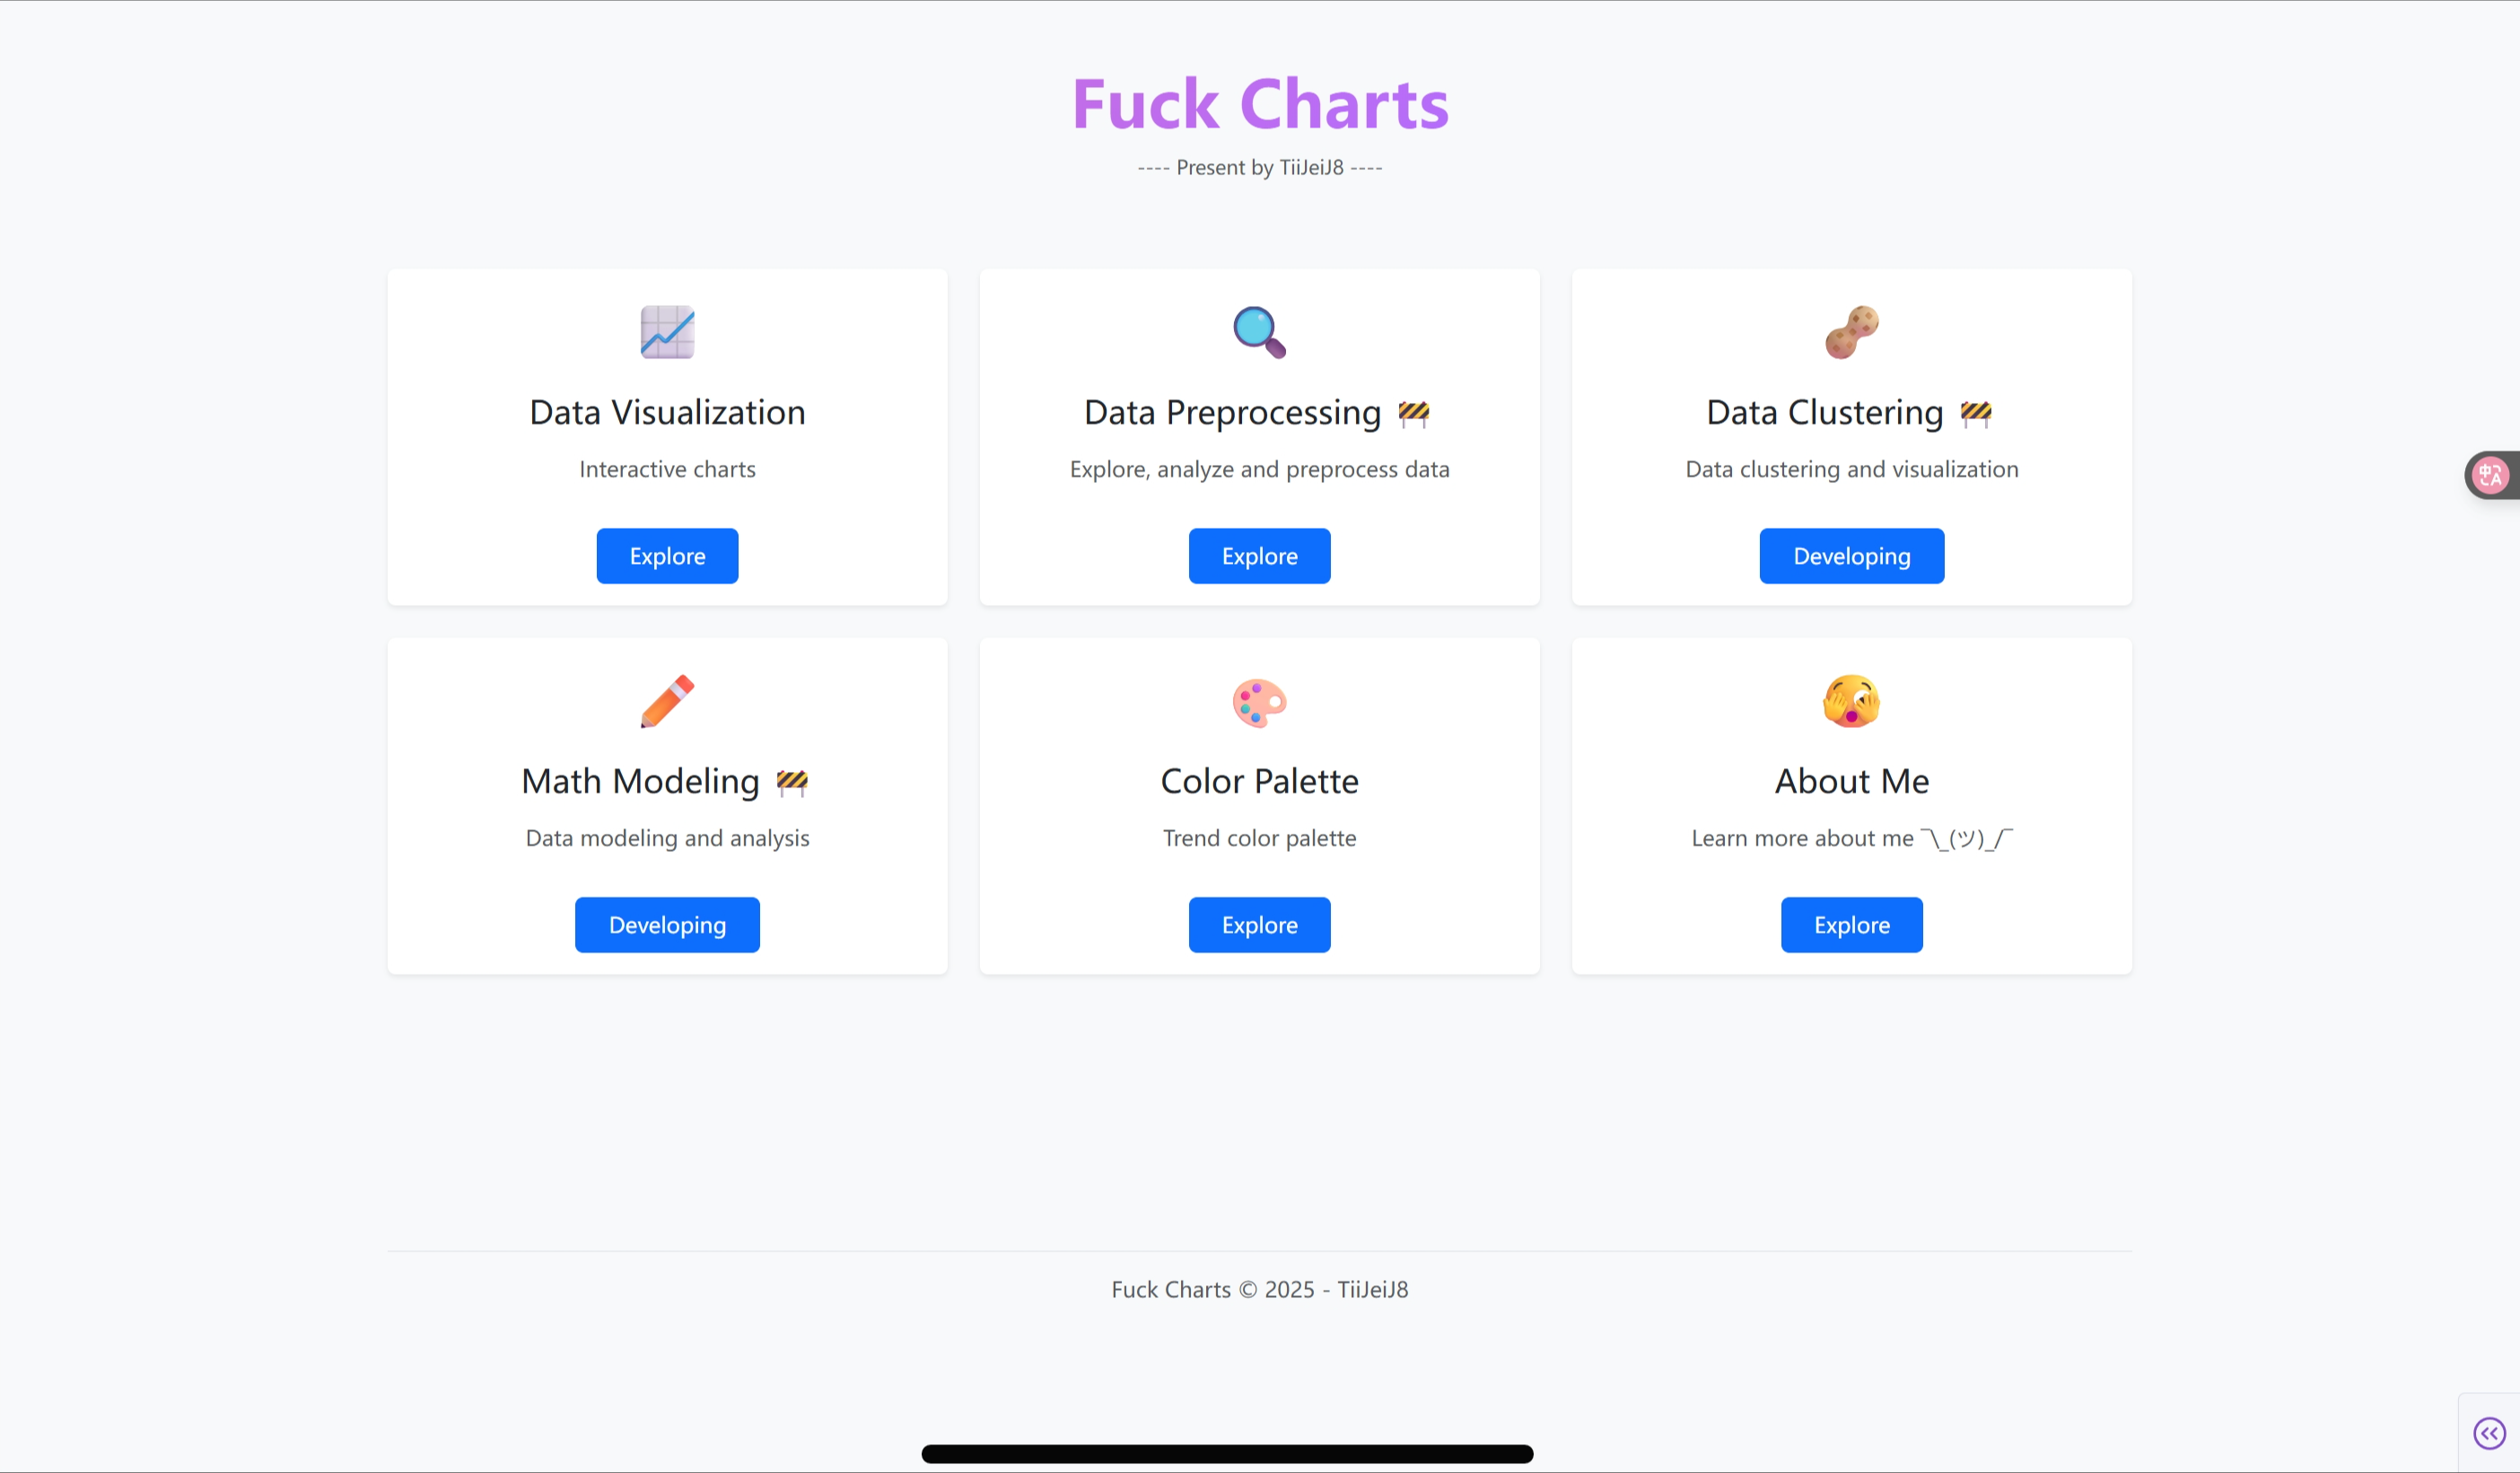 Fuck Charts
---- Present by TiiJeiJ8 ----
Data Visualization
Interactive charts
Explore
Data Preprocessing 🚧
Explore, analyze and preprocess data
Explore
Data Clustering 🚧
Data clustering and visualization
Developing
Math Modeling 🚧
Data modeling and analysis
Developing
Color Palette
Trend color palette
Explore
About Me
Learn more about me ¯\_(ツ)_/¯
Explore
中A
Fuck Charts © 2025 - TiiJeiJ8